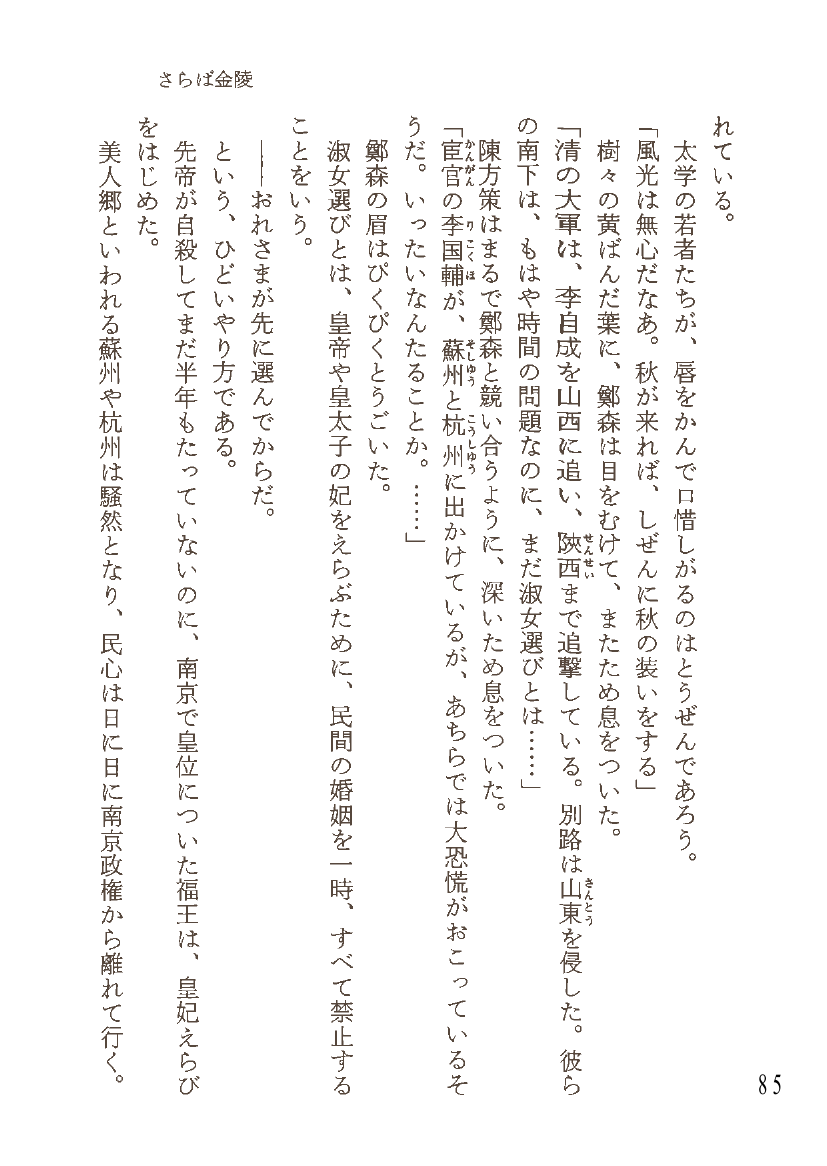 さらば金陵
れている。
太学の若者たちが、唇をかんで口惜しがるのはとうぜんであろう。
「風光は無心だなあ。秋が来れば、しぜんに秋の装いをする」
樹々の黄ばんだ葉に、鄭森は目をむけて、またため息をついた。
「清の大軍は、李自成を山西に追い、陝西まで追撃している。別路は山東を侵した。彼ら
の南下は、もはや時間の問題なのに、まだ淑女選びとは……」
陳方策はまるで鄭森と競い合うように、深いため息をついた。
「宦官の李国輔が、蘇州と杭州に出かけているが、あちらでは大恐慌がおこっているそ
うだ。いったいなんたることか。……」
鄭森の眉はぴくぴくとうごいた。
淑女選びとは、皇帝や皇太子の妃をえらぶために、民間の婚姻を一時、すべて禁止する
ことをいう。
――おれさまが先に選んでからだ。
という、ひどいやり方である。
先帝が自殺してまだ半年もたっていないのに、南京で皇位についた福王は、皇妃えらび
をはじめた。
美人郷といわれる蘇州や杭州は騒然となり、民心は日に日に南京政権から離れて行く。
85